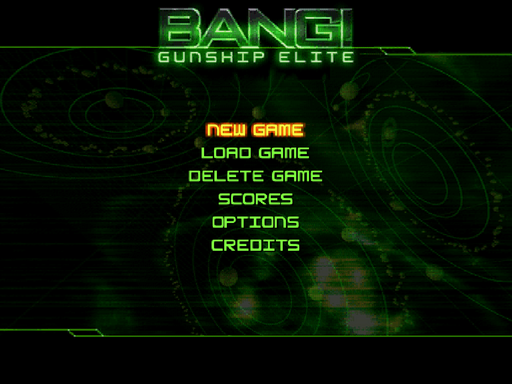 BANG!
GUNSHIP ELITE
NEW GAME
LOAD GAME
DELETE GAME
SCORES
OPTIONS
CREDITS